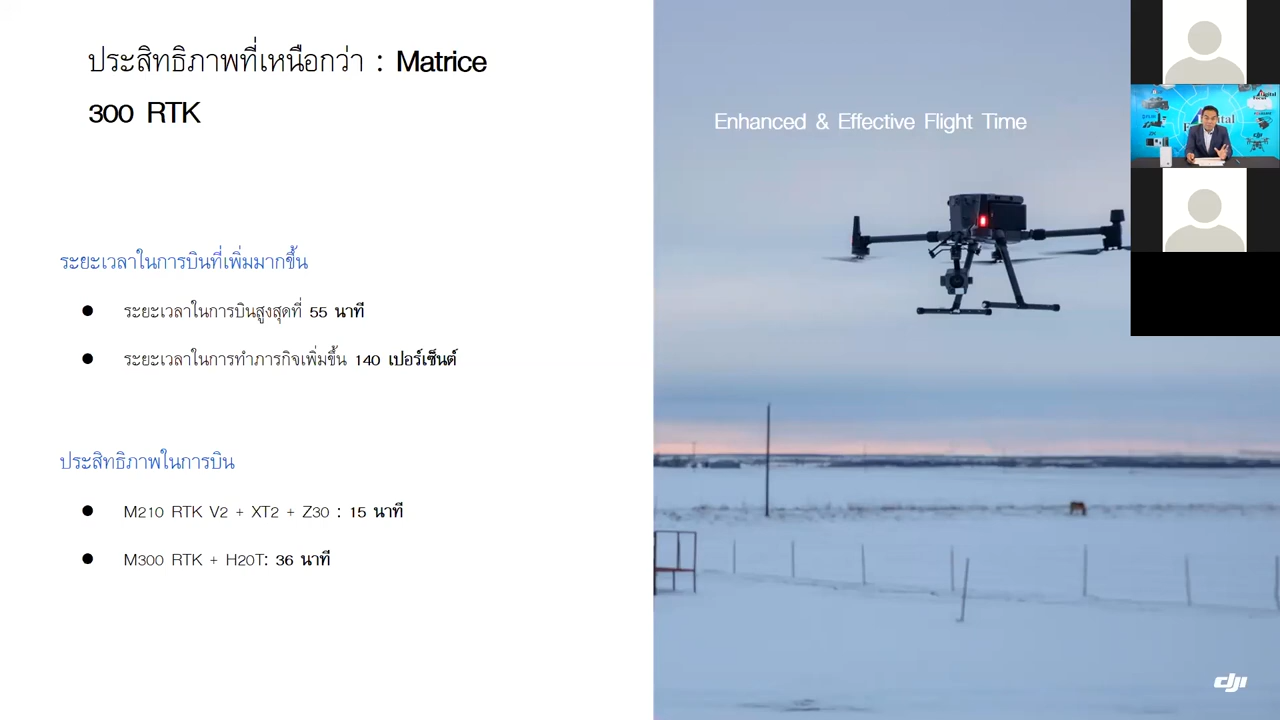 ประสิทธิภาพที่เหนือกว่า : Matrice
300 RTK
Enhanced & Effective Flight Time
ระยะเวลาในการบินที่เพิ่มมากขึ้น
● ระยะเวลาในการบินสูงสุดที่ 55 นาที
● ระยะเวลาในการทำภารกิจเพิ่มขึ้น 140 เปอร์เซ็นต์
ประสิทธิภาพในการบิน
● M210 RTK V2 + XT2 + Z30 : 15 นาที
● M300 RTK + H20T: 36 นาที
dji